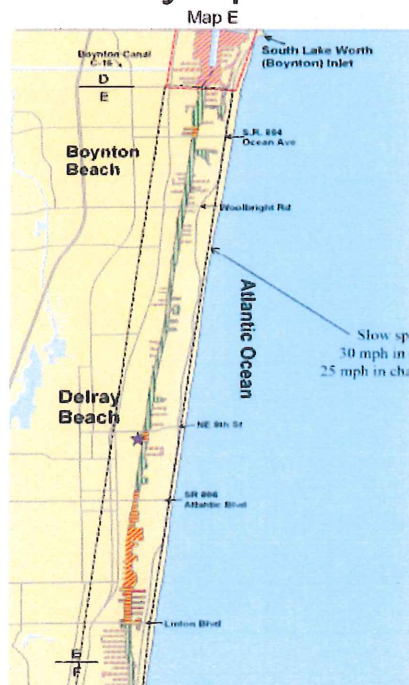 Map E
South Lake Worth
(Boynton) Inlet
Boynton Canal
C-16
D
E
S.R. 804
Ocean Ave
Boynton
Beach
Woolbright Rd
Atlantic Ocean
Slow sp
30 mph in
25 mph in cha
Delray
Beach
NE 8th St
SR 806
Atlantic Blvd
Linton Blvd
E
F